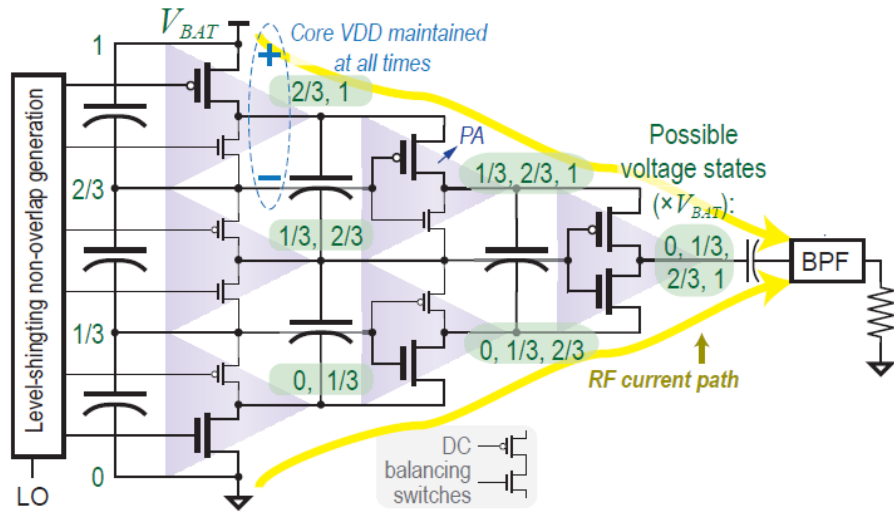 V_BAT
Core VDD maintained
at all times
+
−
1
2/3
1/3
0
Level-shingting non-overlap generation
LO
2/3, 1
1/3, 2/3
0, 1/3
PA
1/3, 2/3, 1
0, 1/3, 2/3
Possible
voltage states
(×V_BAT):
0, 1/3,
2/3, 1
BPF
RF current path
DC
balancing
switches